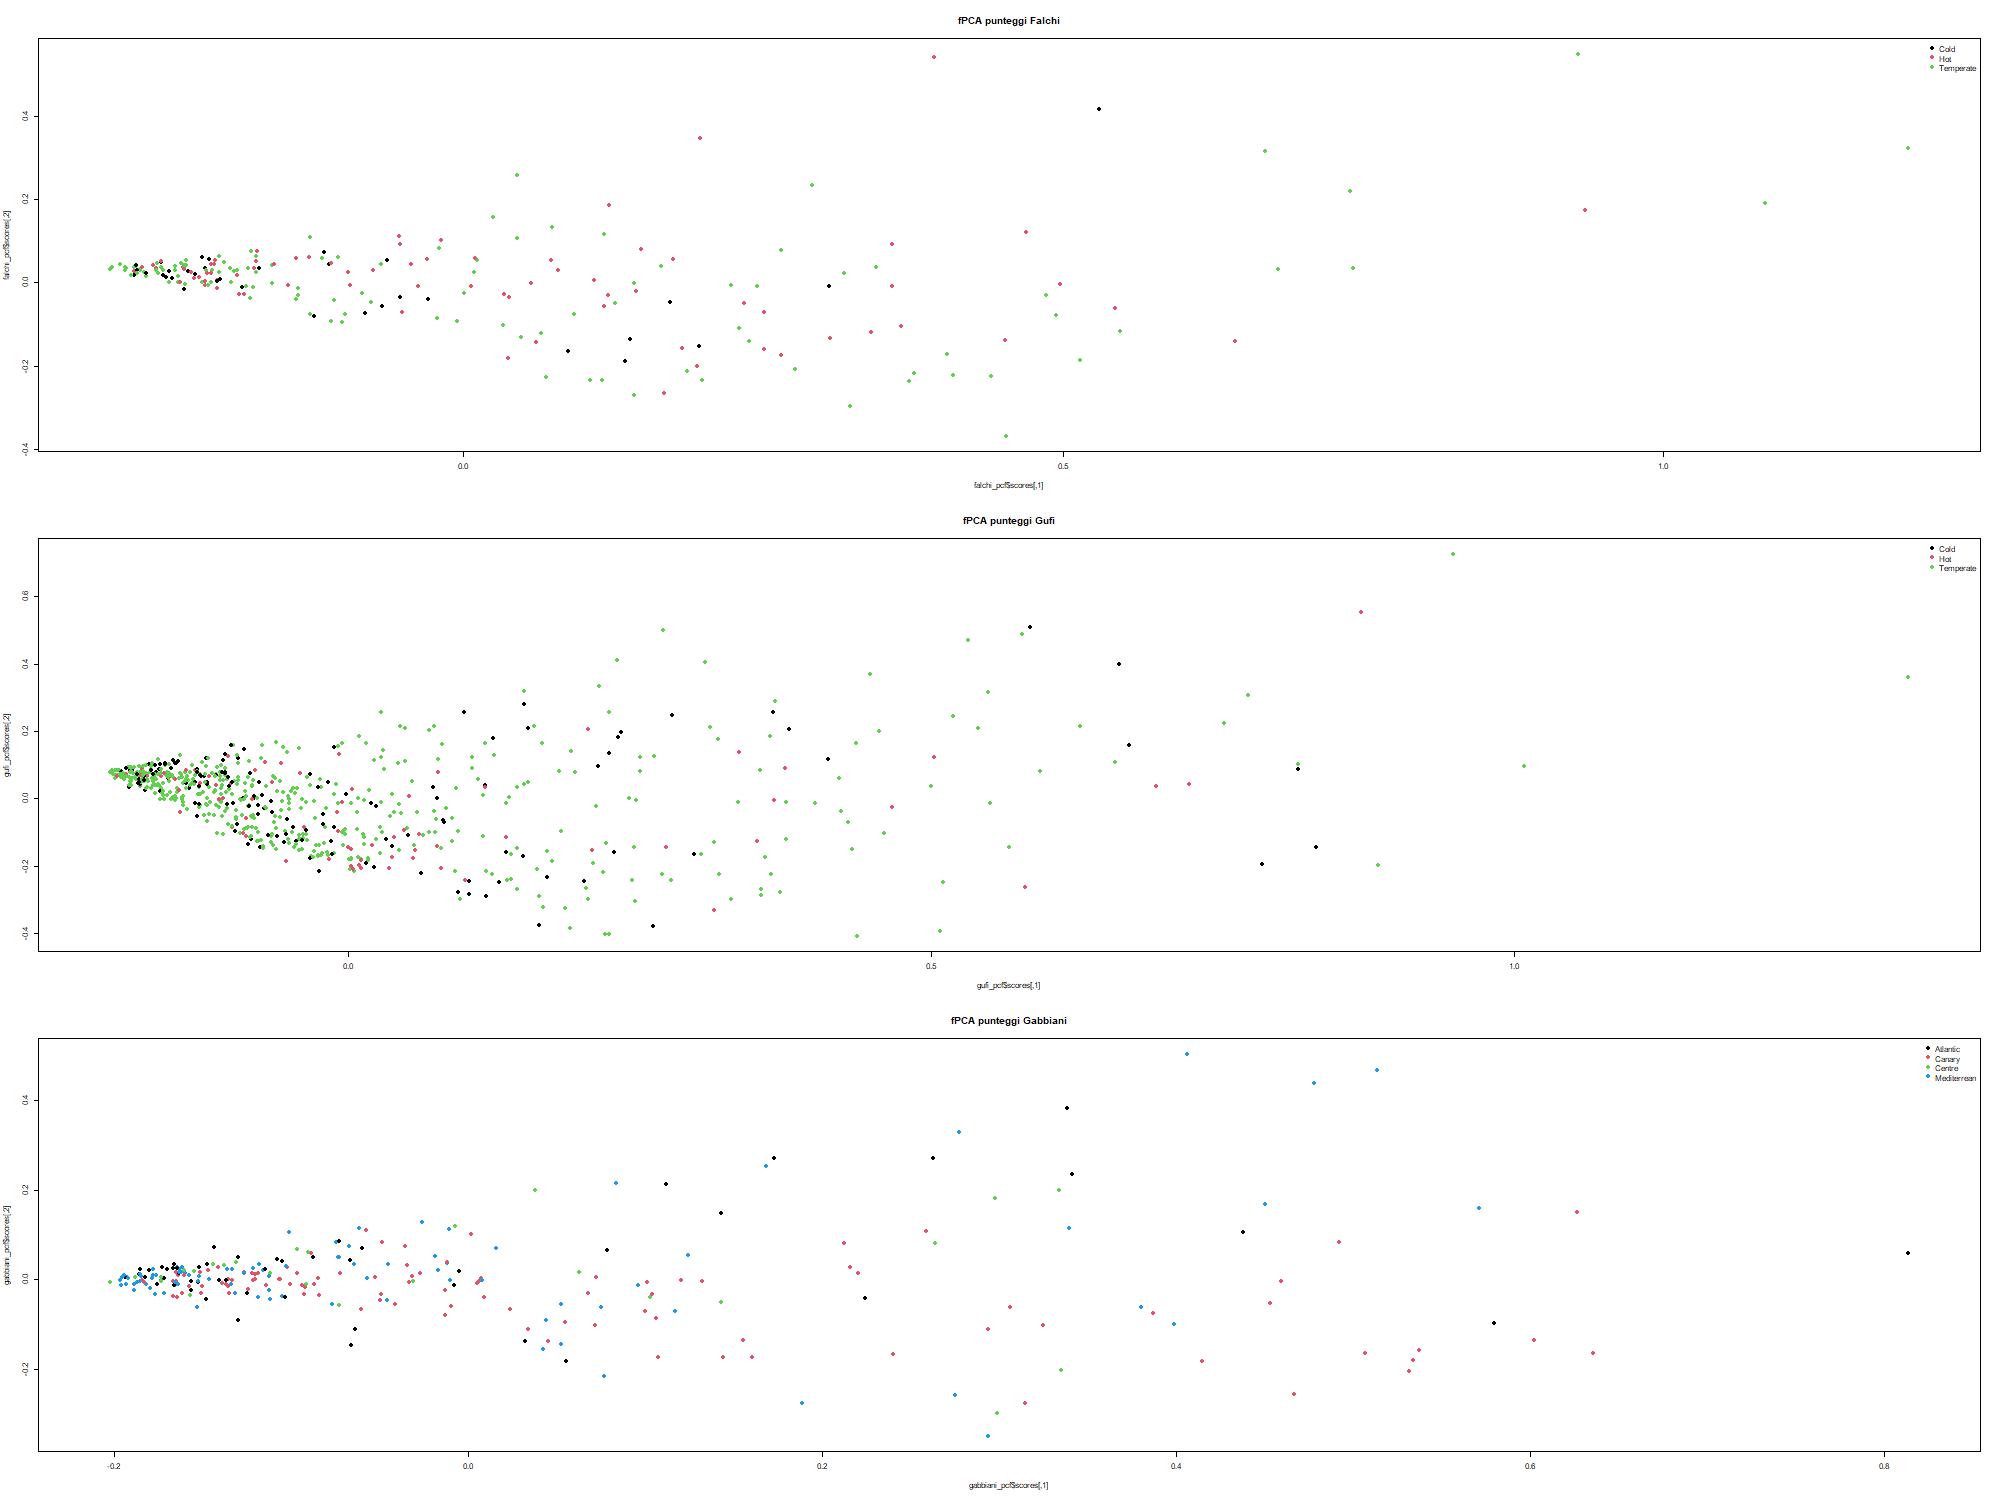 fPCA punteggi Falchi
Cold
Hot
Temperate
falchi_pcf$scores[,2]
0.4
0.2
0.0
-0.2
-0.4
0.0
0.5
1.0
falchi_pcf$scores[,1]
fPCA punteggi Gufi
Cold
Hot
Temperate
gufi_pcf$scores[,2]
0.6
0.4
0.2
0.0
-0.2
-0.4
0.0
0.5
1.0
gufi_pcf$scores[,1]
fPCA punteggi Gabbiani
Atlantic
Canary
Centre
Mediterrean
gabbiani_pcf$scores[,2]
0.4
0.2
0.0
-0.2
-0.2
0.0
0.2
0.4
0.6
0.8
gabbiani_pcf$scores[,1]